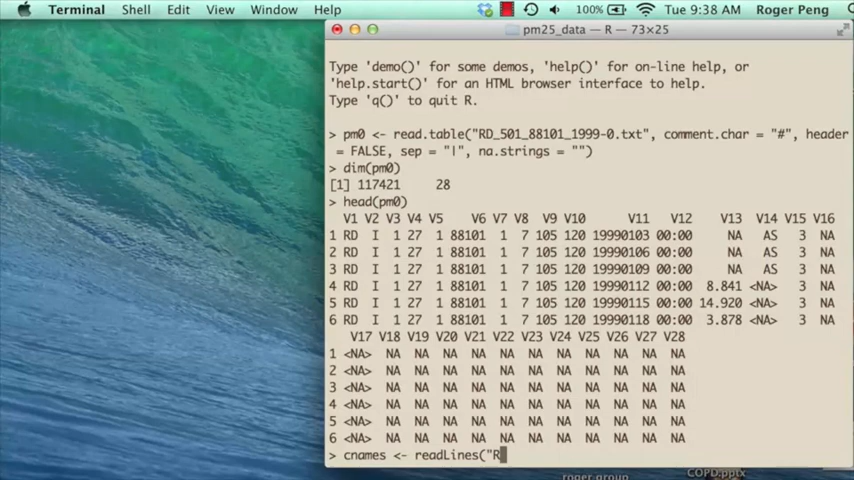 Terminal Shell Edit View Window Help 100% Tue 9:38 AM Roger Peng
pm25_data — R — 73×25
Type 'demo()' for some demos, 'help()' for on-line help, or
'help.start()' for an HTML browser interface to help.
Type 'q()' to quit R.
> pm0 <- read.table("RD_501_88101_1999-0.txt", comment.char = "#", header
= FALSE, sep = "|", na.strings = "")
> dim(pm0)
[1] 117421 28
> head(pm0)
V1 V2 V3 V4 V5 V6 V7 V8 V9 V10 V11 V12 V13 V14 V15 V16
1 RD I 1 27 1 88101 1 7 105 120 19990103 00:00 NA AS 3 NA
2 RD I 1 27 1 88101 1 7 105 120 19990106 00:00 NA AS 3 NA
3 RD I 1 27 1 88101 1 7 105 120 19990109 00:00 NA AS 3 NA
4 RD I 1 27 1 88101 1 7 105 120 19990112 00:00 8.841 <NA> 3 NA
5 RD I 1 27 1 88101 1 7 105 120 19990115 00:00 14.920 <NA> 3 NA
6 RD I 1 27 1 88101 1 7 105 120 19990118 00:00 3.878 <NA> 3 NA
V17 V18 V19 V20 V21 V22 V23 V24 V25 V26 V27 V28
1 <NA> NA NA NA NA NA NA NA NA NA NA NA
2 <NA> NA NA NA NA NA NA NA NA NA NA NA
3 <NA> NA NA NA NA NA NA NA NA NA NA NA
4 <NA> NA NA NA NA NA NA NA NA NA NA NA
5 <NA> NA NA NA NA NA NA NA NA NA NA NA
6 <NA> NA NA NA NA NA NA NA NA NA NA NA
> cnames <- readLines("R
roger group COPD.pptx